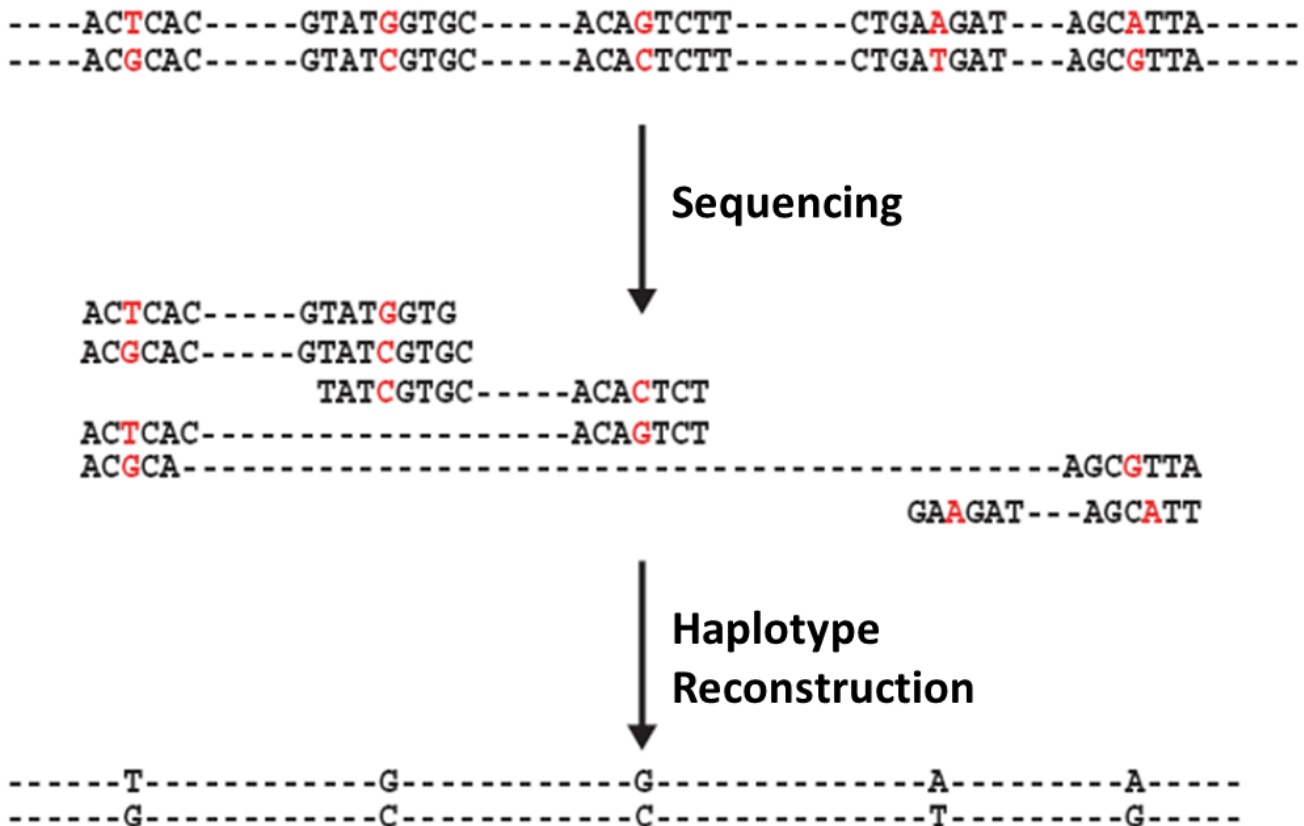 ----ACTCAC-----GTATGGTGC-----ACAGTCTT------CTGAAGAT---AGCATTA-----
----ACGCAC-----GTATCGTGC-----ACACTCTT------CTGATGAT---AGCGTTA-----
Sequencing
ACTCAC-----GTATGGTG
ACGCAC-----GTATCGTGC
TATCGTGC-----ACACTCT
ACTCAC--------------------ACAGTCT
ACGCA------------------------------------------------AGCGTTA
GAAGAT---AGCATT
Haplotype
Reconstruction
------T-------------G-------------G---------------A----------A-----
------G-------------C-------------C---------------T----------G-----